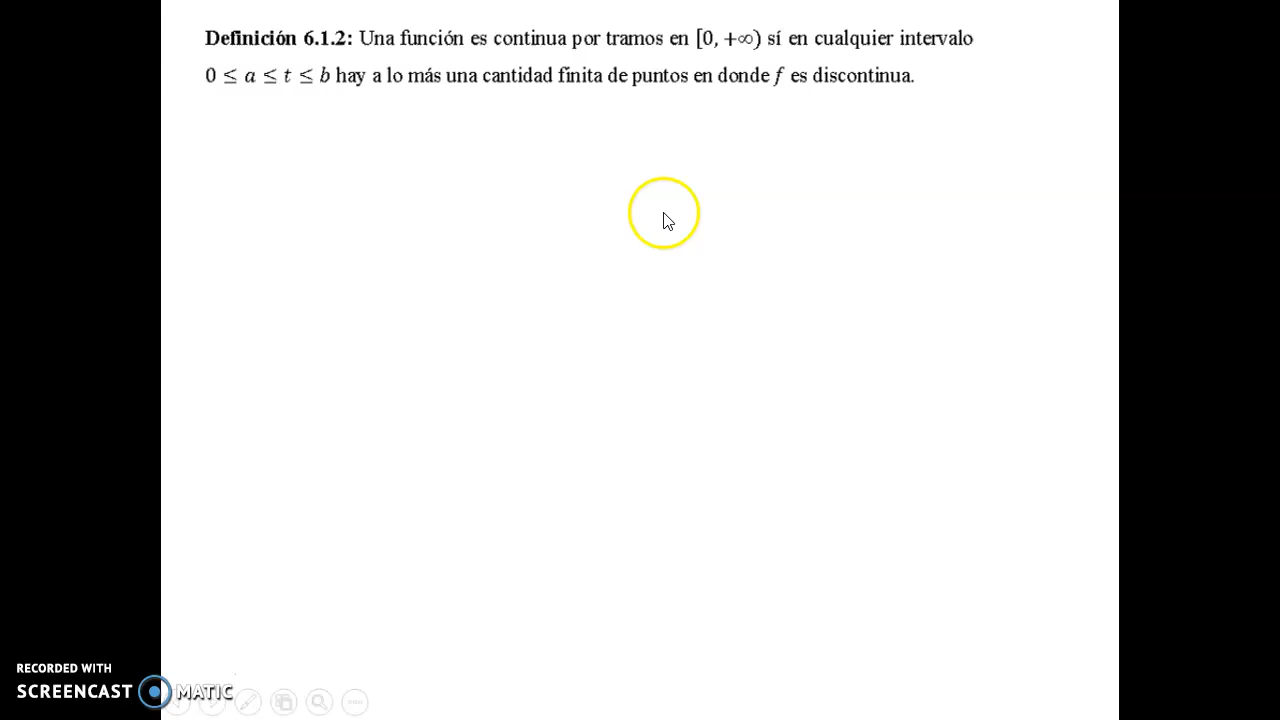 Definición 6.1.2: Una función es continua por tramos en [0, +∞) sí en cualquier intervalo
0 ≤ a ≤ t ≤ b hay a lo más una cantidad finita de puntos en donde f es discontinua.
RECORDED WITH
SCREENCAST MATIC